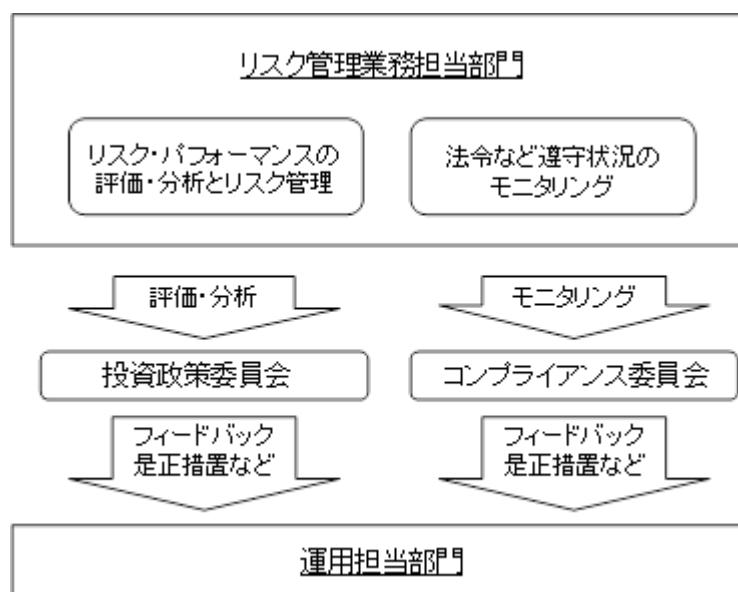 リスク管理業務担当部門
リスク・パフォーマンスの
評価・分析とリスク管理
法令など遵守状況の
モニタリング
評価・分析
モニタリング
投資政策委員会
コンプライアンス委員会
フィードバック
是正措置など
フィードバック
是正措置など
運用担当部門